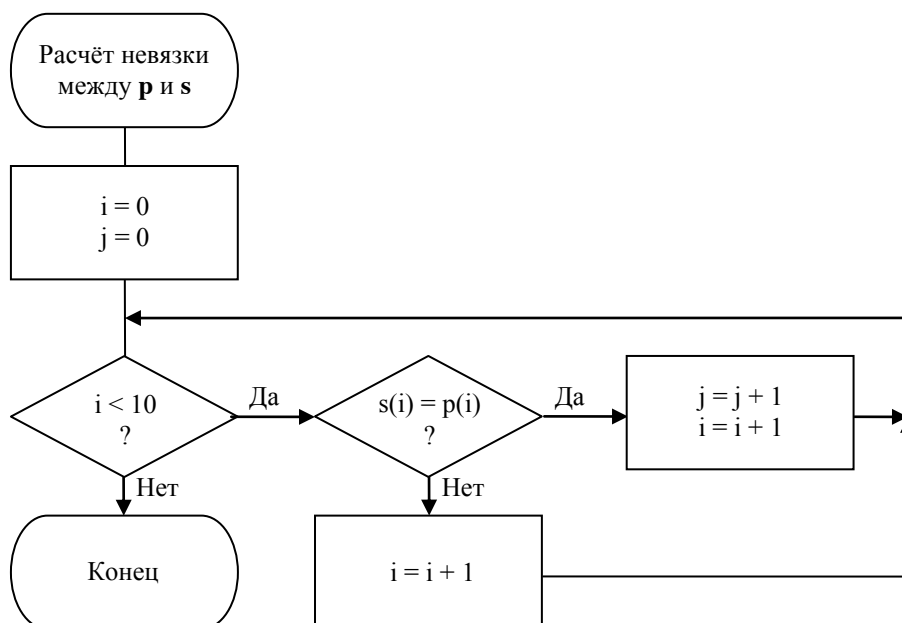 Расчёт невязки
между p и s
i = 0
j = 0
i < 10
?
Да
s(i) = p(i)
?
Да
j = j + 1
i = i + 1
Нет
Нет
Конец
i = i + 1